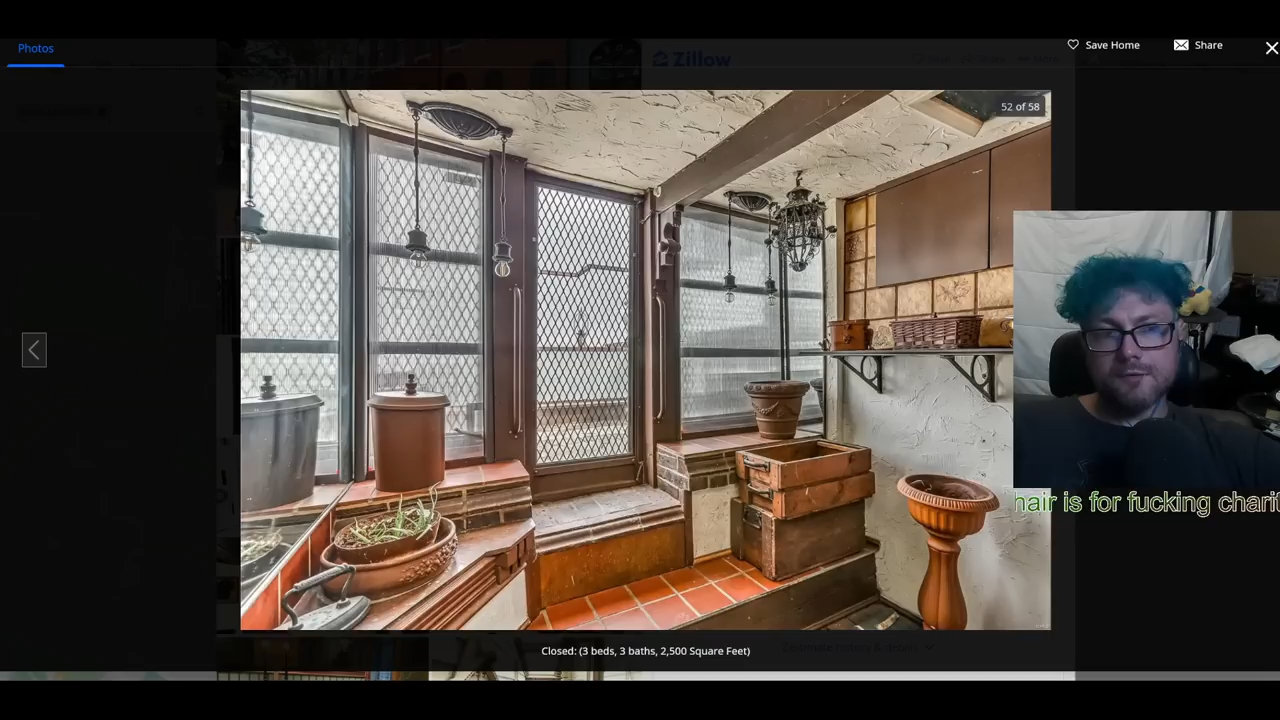 Photos
Save Home
Share
Zillow
52 of 58
hair is for fucking charit
Closed: (3 beds, 3 baths, 2,500 Square Feet)